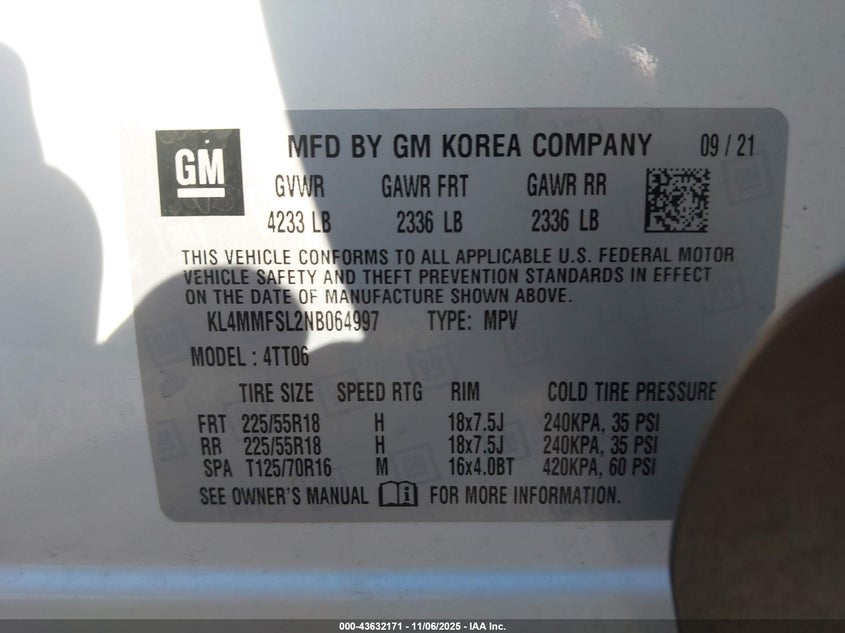 GM
MFD BY GM KOREA COMPANY 09 / 21
GVWR GAWR FRT GAWR RR
4233 LB 2336 LB 2336 LB
THIS VEHICLE CONFORMS TO ALL APPLICABLE U.S. FEDERAL MOTOR
VEHICLE SAFETY AND THEFT PREVENTION STANDARDS IN EFFECT
ON THE DATE OF MANUFACTURE SHOWN ABOVE.
KL4MMFSL2NB064997 TYPE: MPV
MODEL : 4TT06
TIRE SIZE SPEED RTG RIM COLD TIRE PRESSURE
FRT 225/55R18 H 18x7.5J 240KPA, 35 PSI
RR 225/55R18 H 18x7.5J 240KPA, 35 PSI
SPA T125/70R16 M 16x4.0BT 420KPA, 60 PSI
SEE OWNER'S MANUAL FOR MORE INFORMATION.
000-43632171 - 11/06/2025 - IAA Inc.